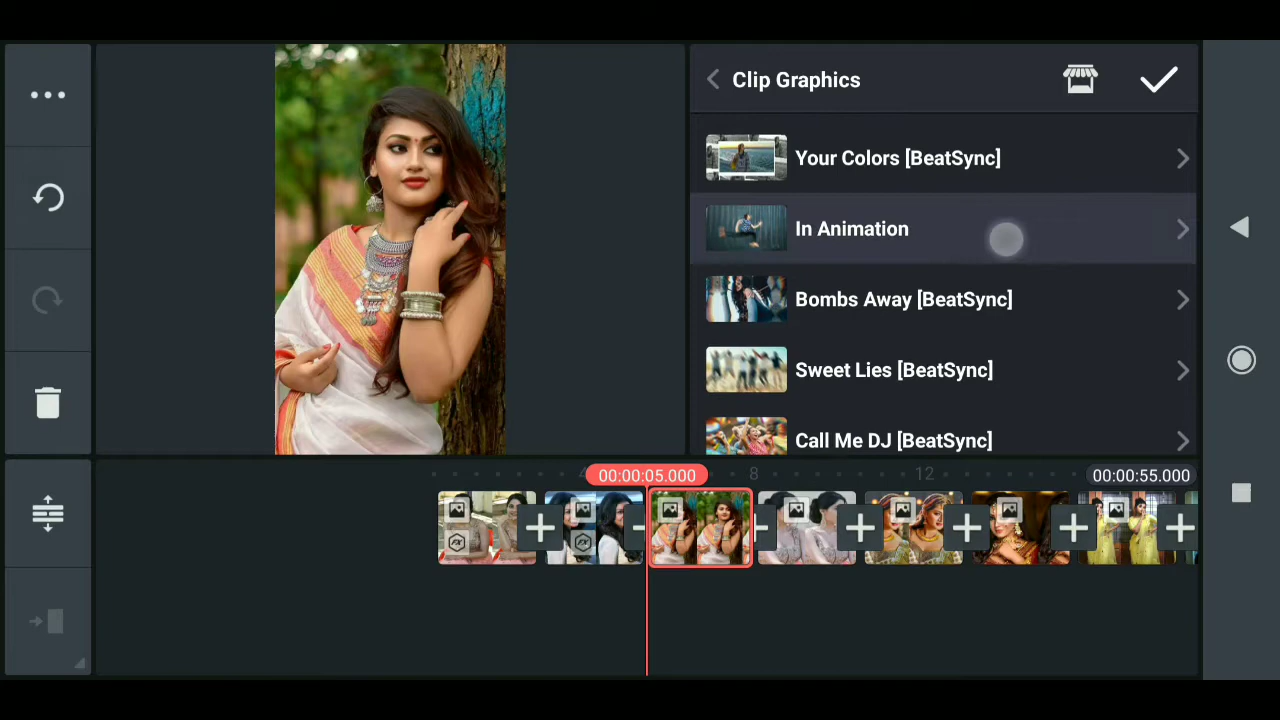 Clip Graphics
Your Colors [BeatSync]
In Animation
Bombs Away [BeatSync]
Sweet Lies [BeatSync]
Call Me DJ [BeatSync]
4 00:00:05.000 8 12 00:00:55.000